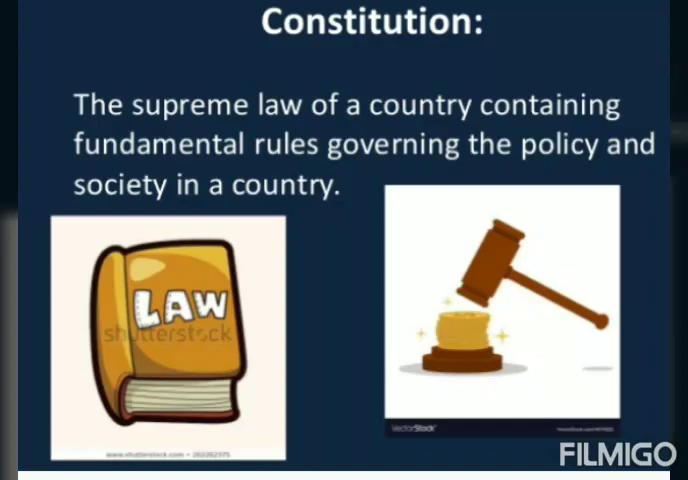 Constitution:
The supreme law of a country containing
fundamental rules governing the policy and
society in a country.
LAW
shutterstock
VectorStock
FILMIGO